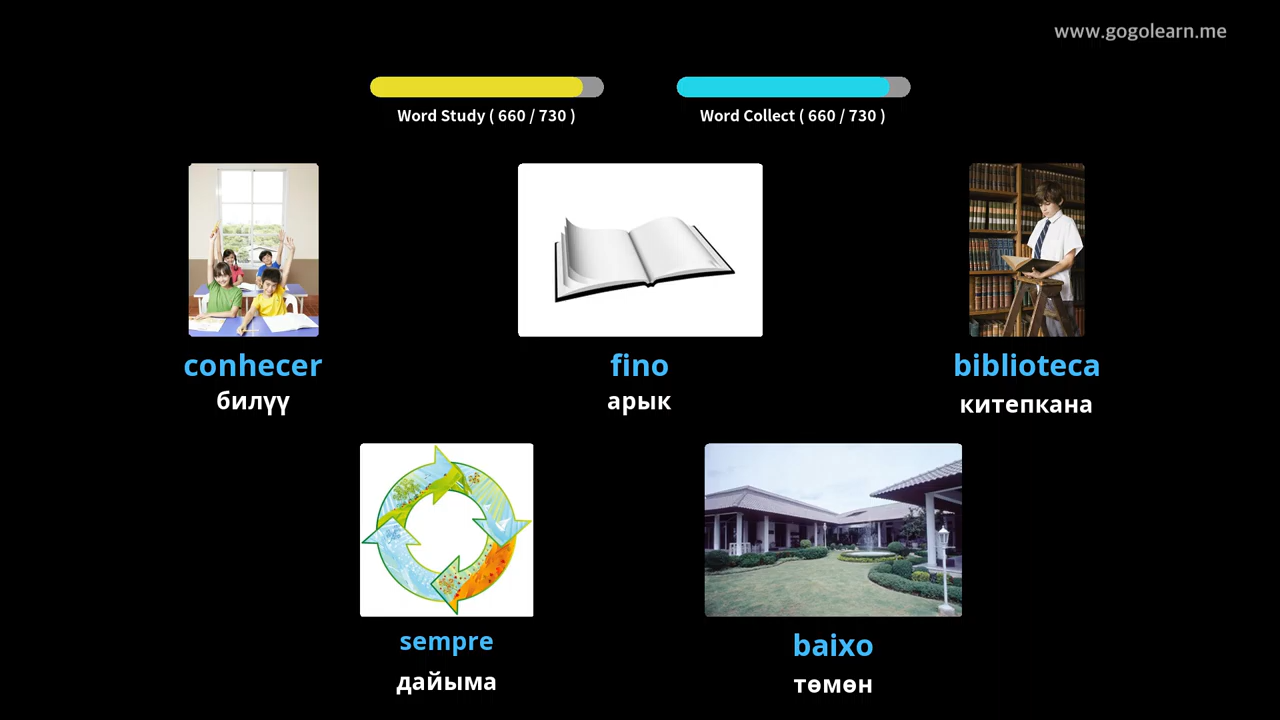 www.gogolearn.me
Word Study ( 660 / 730 )
Word Collect ( 660 / 730 )
conhecer
билүү
fino
арык
biblioteca
китепкана
sempre
дайыма
baixo
төмөн